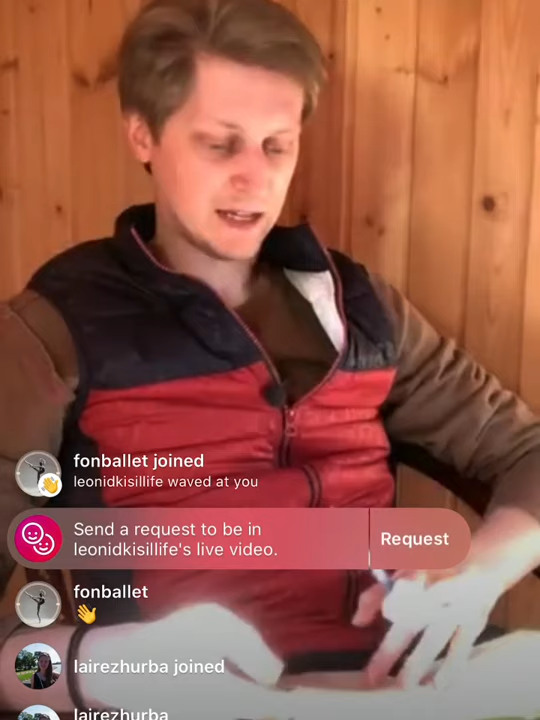 fonballet joined
leonidkisillife waved at you
Send a request to be in
leonidkisillife's live video.
Request
fonballet
👋
lairezhurba joined
lairezhurba